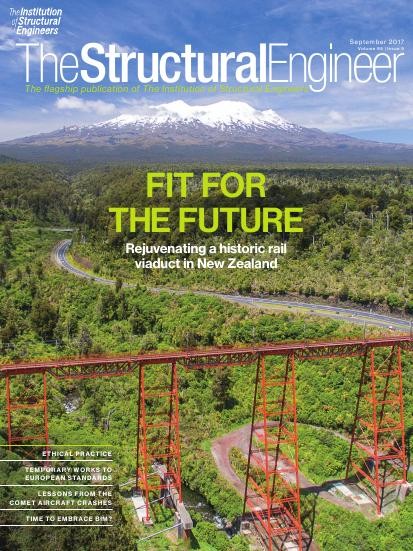 The Institution
of Structural
Engineers
September 2017
Volume 95 | Issue 9
TheStructuralEngineer
The flagship publication of The Institution of Structural Engineers
FIT FOR
THE FUTURE
Rejuvenating a historic rail
viaduct in New Zealand
ETHICAL PRACTICE
TEMPORARY WORKS TO
EUROPEAN STANDARDS
LESSONS FROM THE
COMET AIRCRAFT CRASHES
TIME TO EMBRACE BIM?